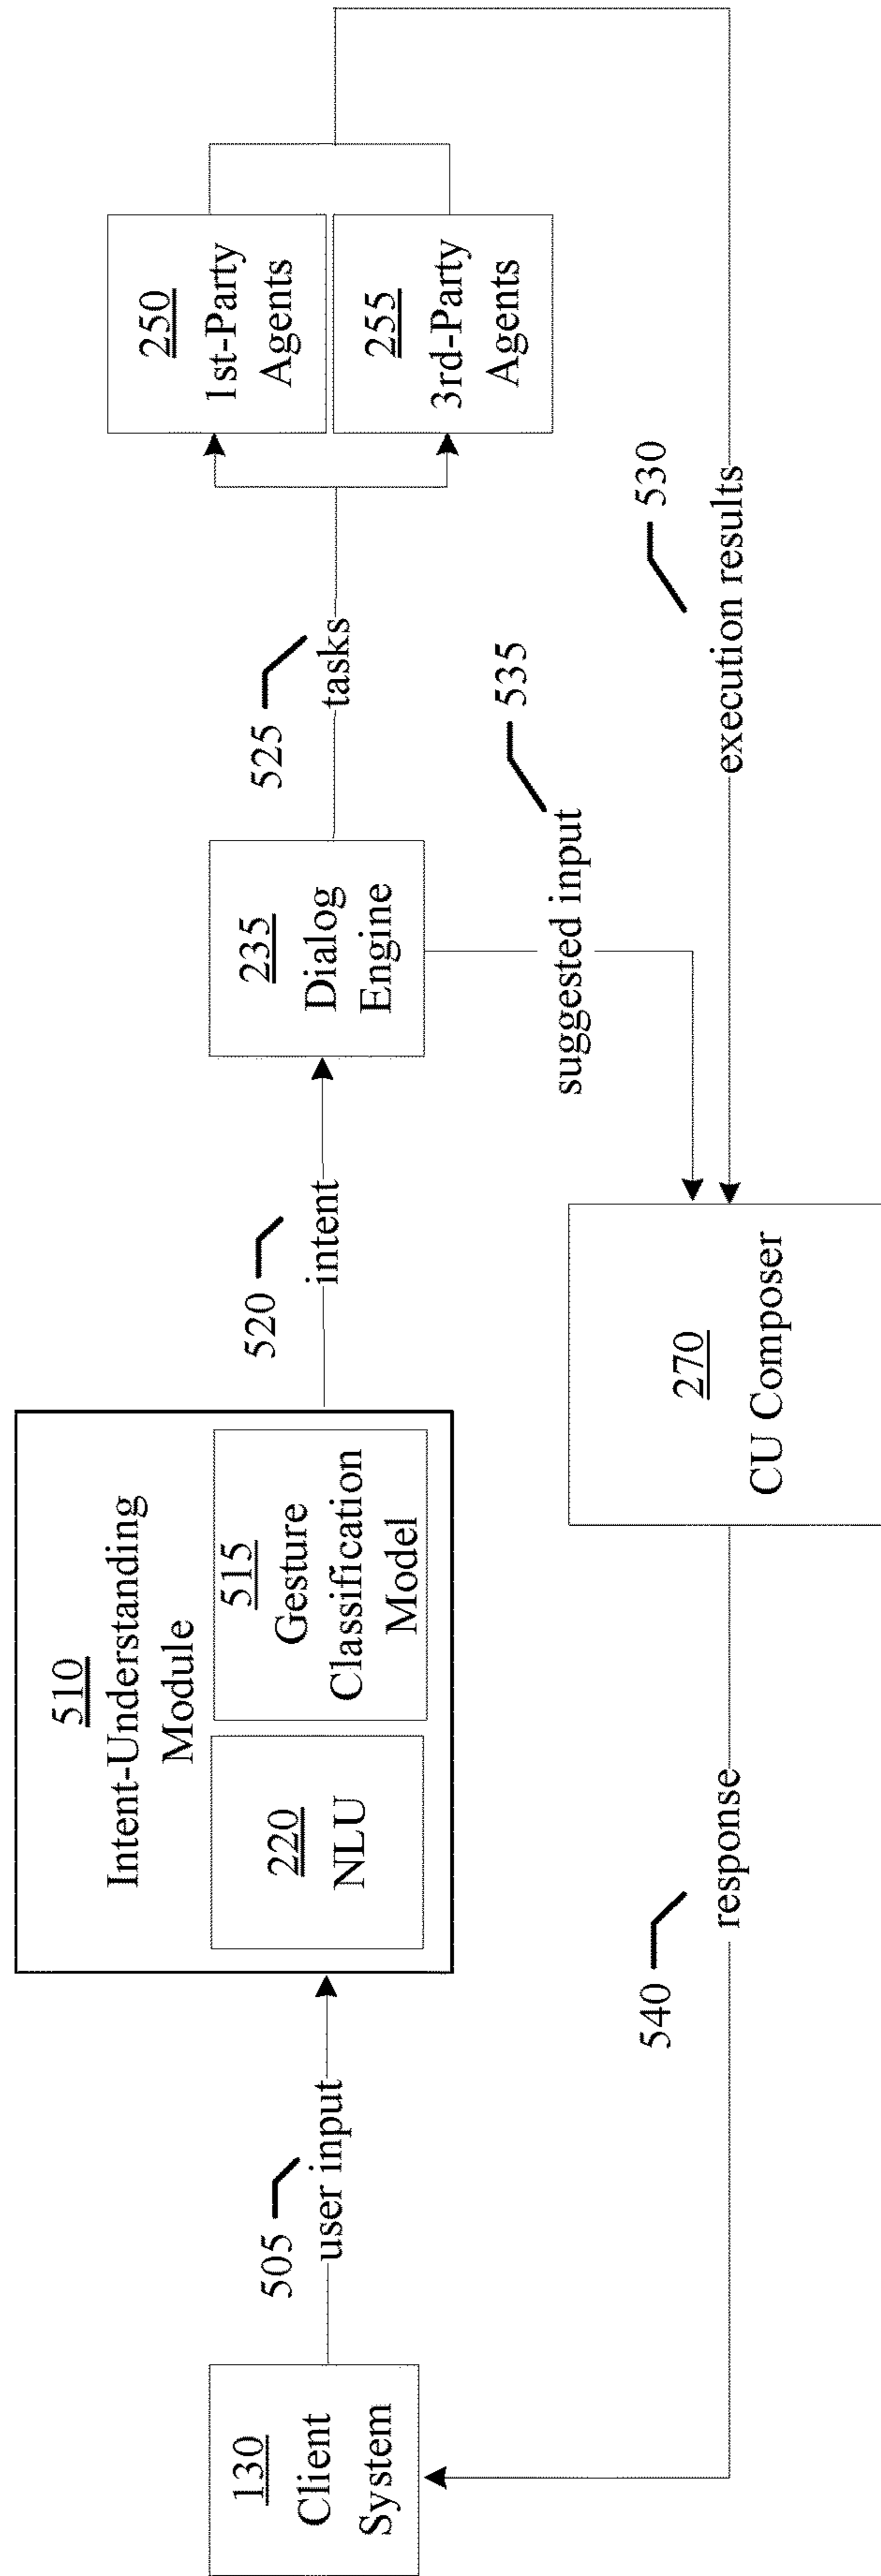 130
Client
System
505
user input
510
Intent-Understanding
Module
220
NLU
515
Gesture
Classification
Model
520
intent
235
Dialog
Engine
525
tasks
250
1st-Party
Agents
255
3rd-Party
Agents
535
suggested input
530
execution results
270
CU Composer
540
response